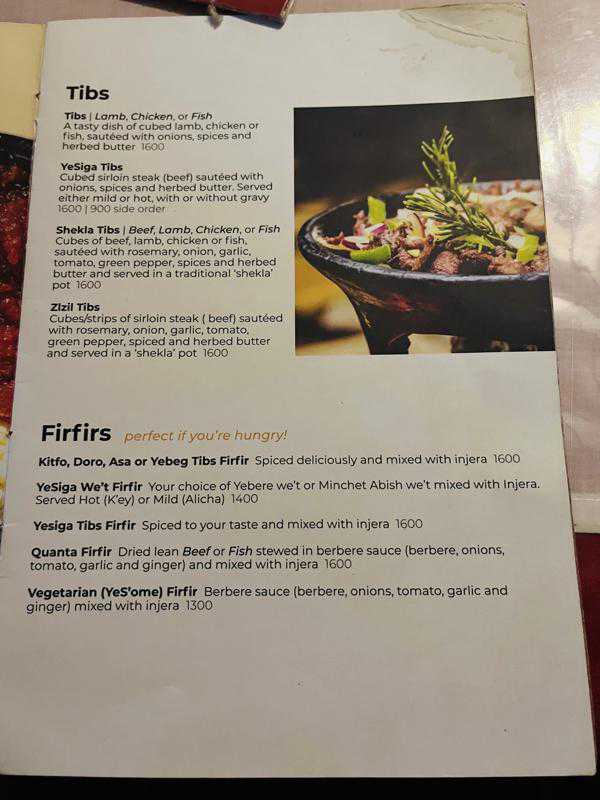 Tibs
Tibs | Lamb, Chicken, or Fish
A tasty dish of cubed lamb, chicken or
fish, sautéed with onions, spices and
herbed butter 1600
YeSiga Tibs
Cubed sirloin steak (beef) sautéed with
onions, spices and herbed butter. Served
either mild or hot, with or without gravy
1600 | 900 side order
Shekla Tibs | Beef, Lamb, Chicken, or Fish
Cubes of beef, lamb, chicken or fish,
sautéed with rosemary, onion, garlic,
tomato, green pepper, spices and herbed
butter and served in a traditional 'shekla'
pot 1600
Zlzil Tibs
Cubes/strips of sirloin steak ( beef) sautéed
with rosemary, onion, garlic, tomato,
green pepper, spiced and herbed butter
and served in a 'shekla' pot 1600
Firfirs perfect if you're hungry!
Kitfo, Doro, Asa or Yebeg Tibs Firfir Spiced deliciously and mixed with injera 1600
YeSiga We't Firfir Your choice of Yebere we't or Minchet Abish we't mixed with Injera.
Served Hot (K'ey) or Mild (Alicha) 1400
Yesiga Tibs Firfir Spiced to your taste and mixed with injera 1600
Quanta Firfir Dried lean Beef or Fish stewed in berbere sauce (berbere, onions,
tomato, garlic and ginger) and mixed with injera 1600
Vegetarian (YeS'ome) Firfir Berbere sauce (berbere, onions, tomato, garlic and
ginger) mixed with injera 1300